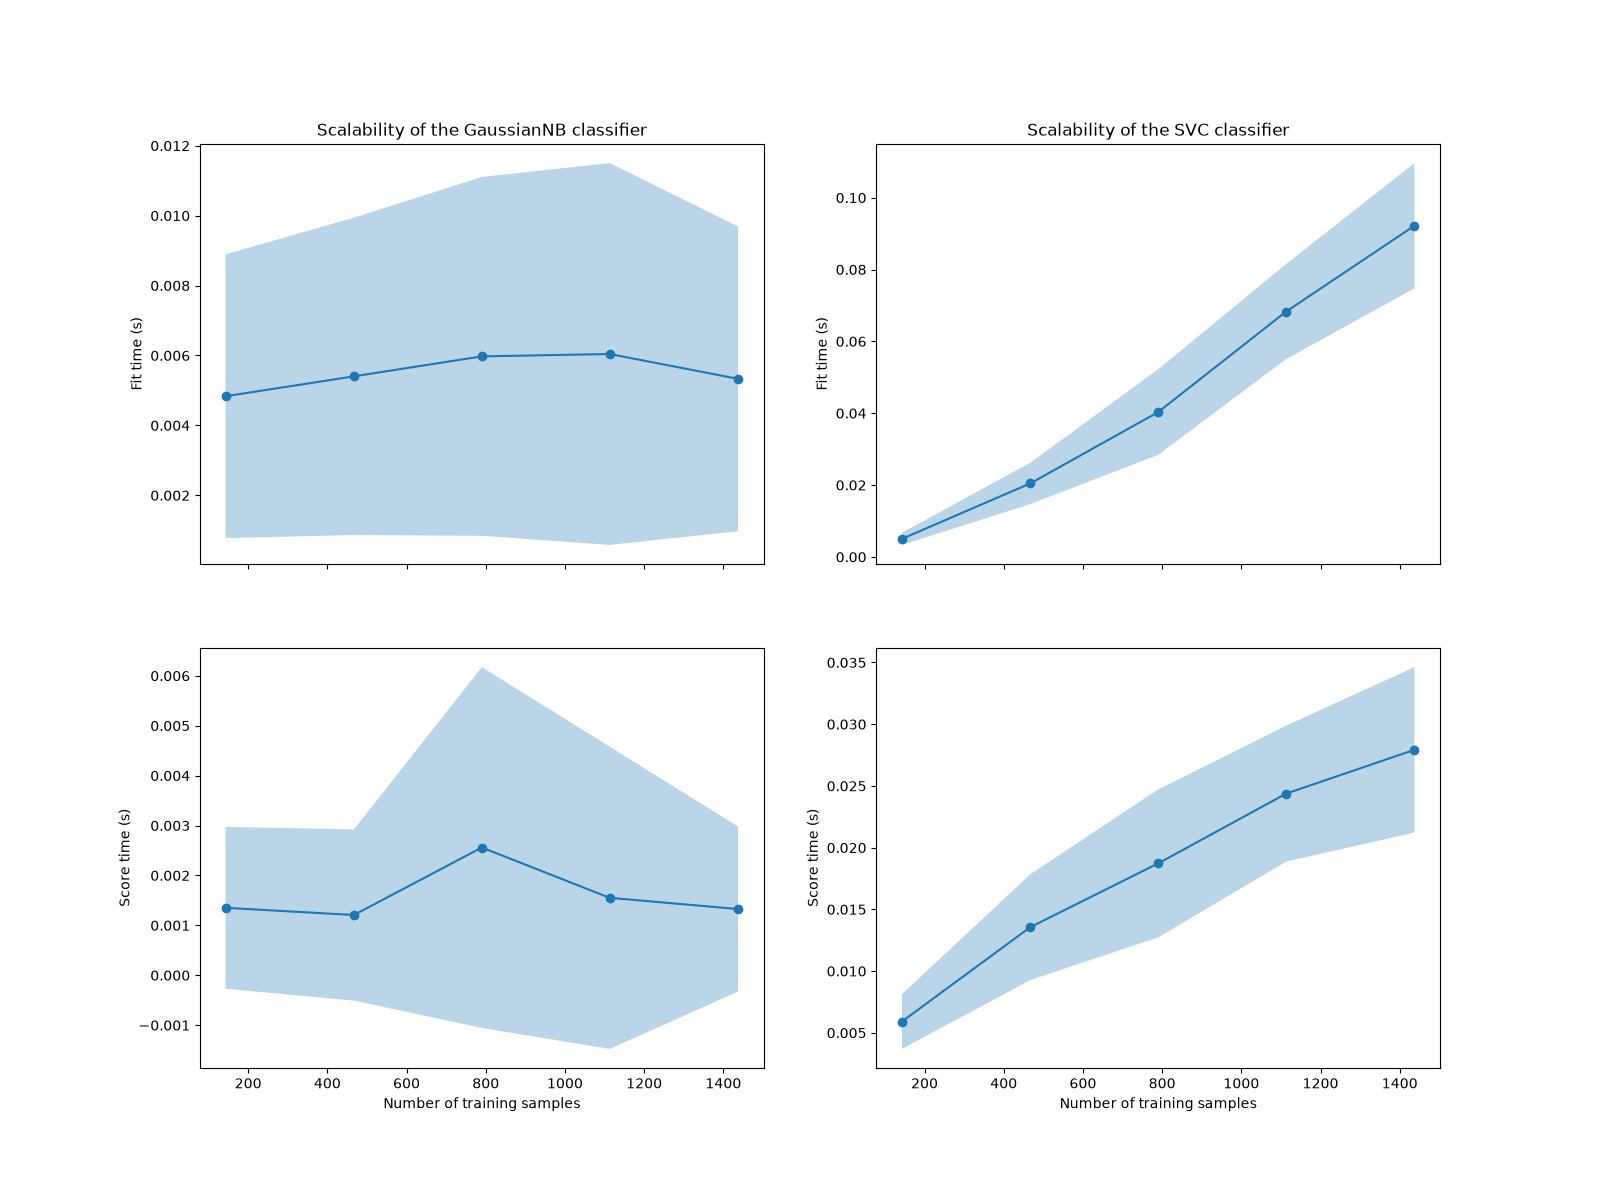 Scalability of the GaussianNB classifier
0.012
0.010
0.008
0.006
0.004
0.002
Fit time (s)
Scalability of the SVC classifier
0.10
0.08
0.06
0.04
0.02
0.00
Fit time (s)
0.006
0.005
0.004
0.003
0.002
0.001
0.000
−0.001
Score time (s)
200 400 600 800 1000 1200 1400
Number of training samples
0.035
0.030
0.025
0.020
0.015
0.010
0.005
Score time (s)
200 400 600 800 1000 1200 1400
Number of training samples